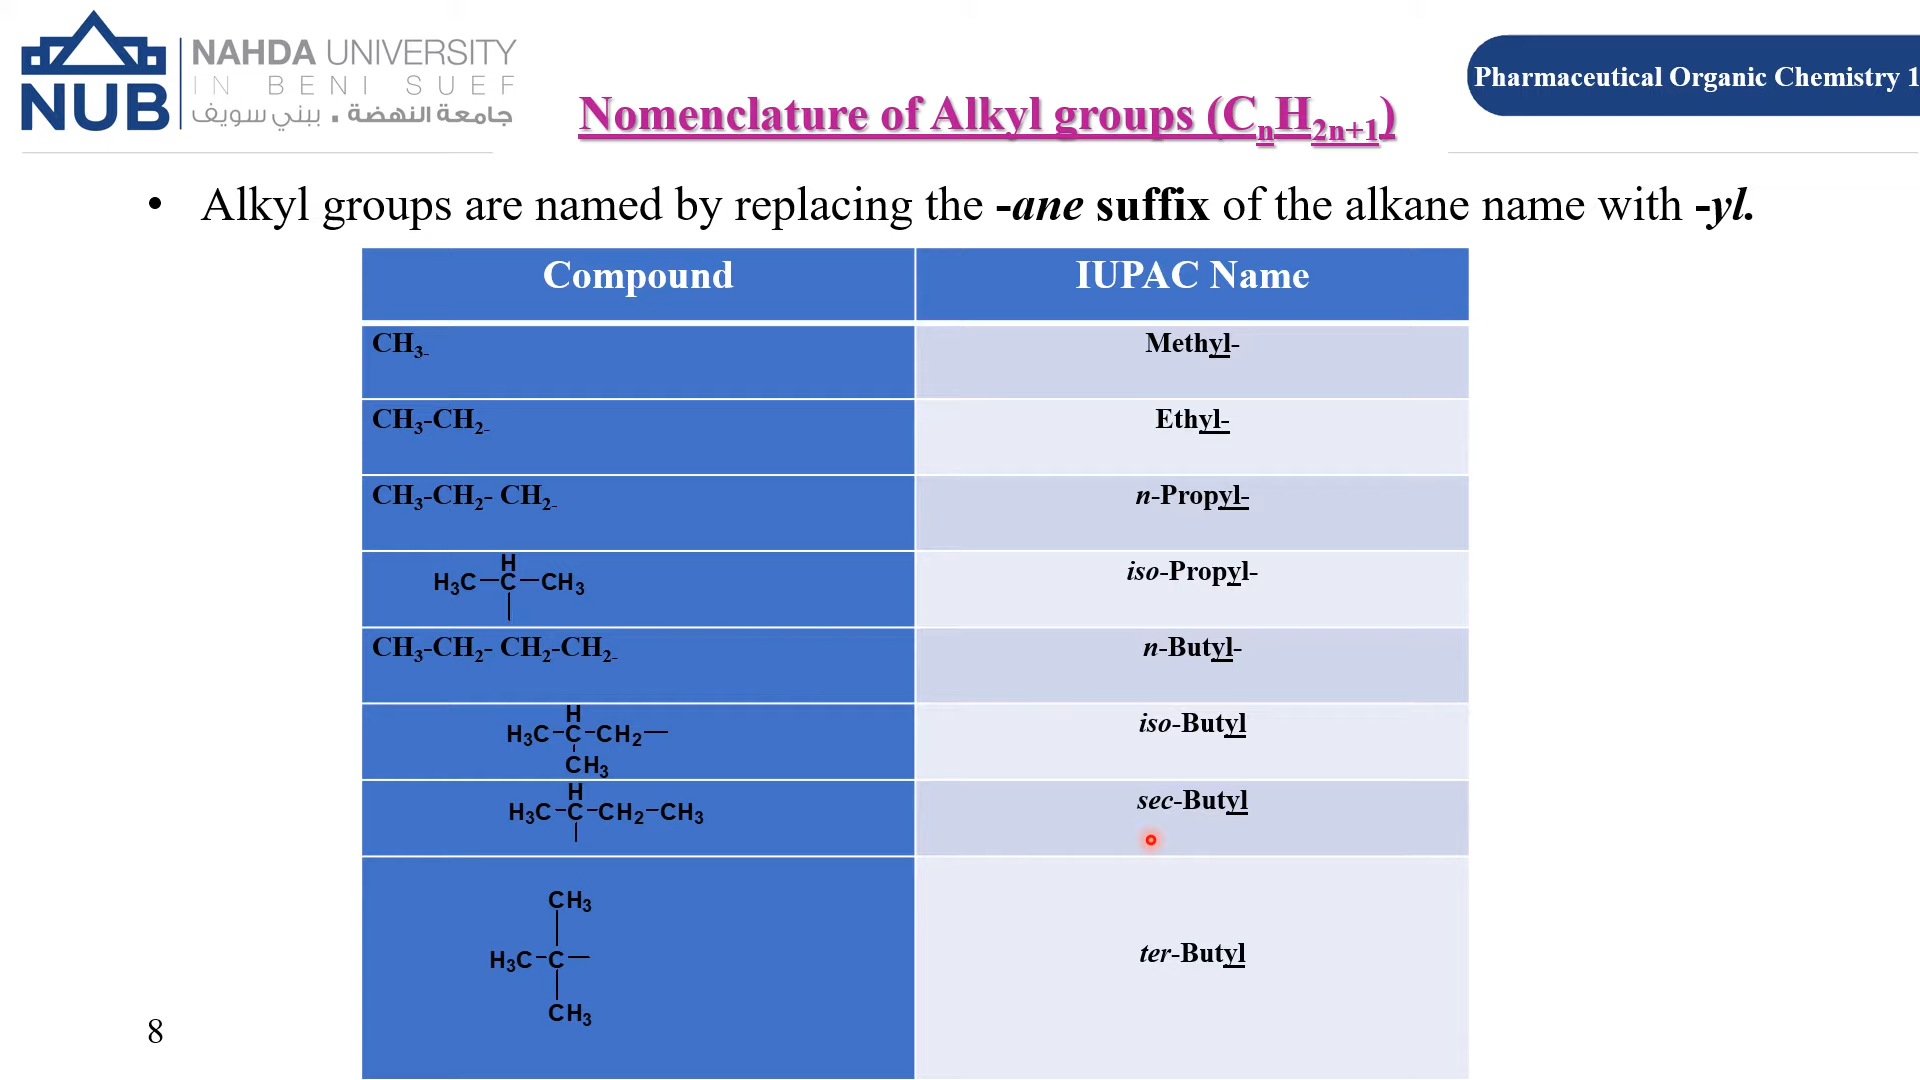 NUB
NAHDA UNIVERSITY
IN BENI SUEF
جامعة النهضة . ببني سويف
Pharmaceutical Organic Chemistry 1
Nomenclature of Alkyl groups (CnH2n+1)
• Alkyl groups are named by replacing the -ane suffix of the alkane name with -yl.
Compound IUPAC Name
CH3- Methyl-
CH3-CH2- Ethyl-
CH3-CH2- CH2- n-Propyl-
H
H3C-C-CH3 iso-Propyl-
CH3-CH2- CH2-CH2- n-Butyl-
H
H3C-C-CH2- iso-Butyl
CH3
H
H3C-C-CH2-CH3 sec-Butyl
CH3
H3C-C- ter-Butyl
CH3
8